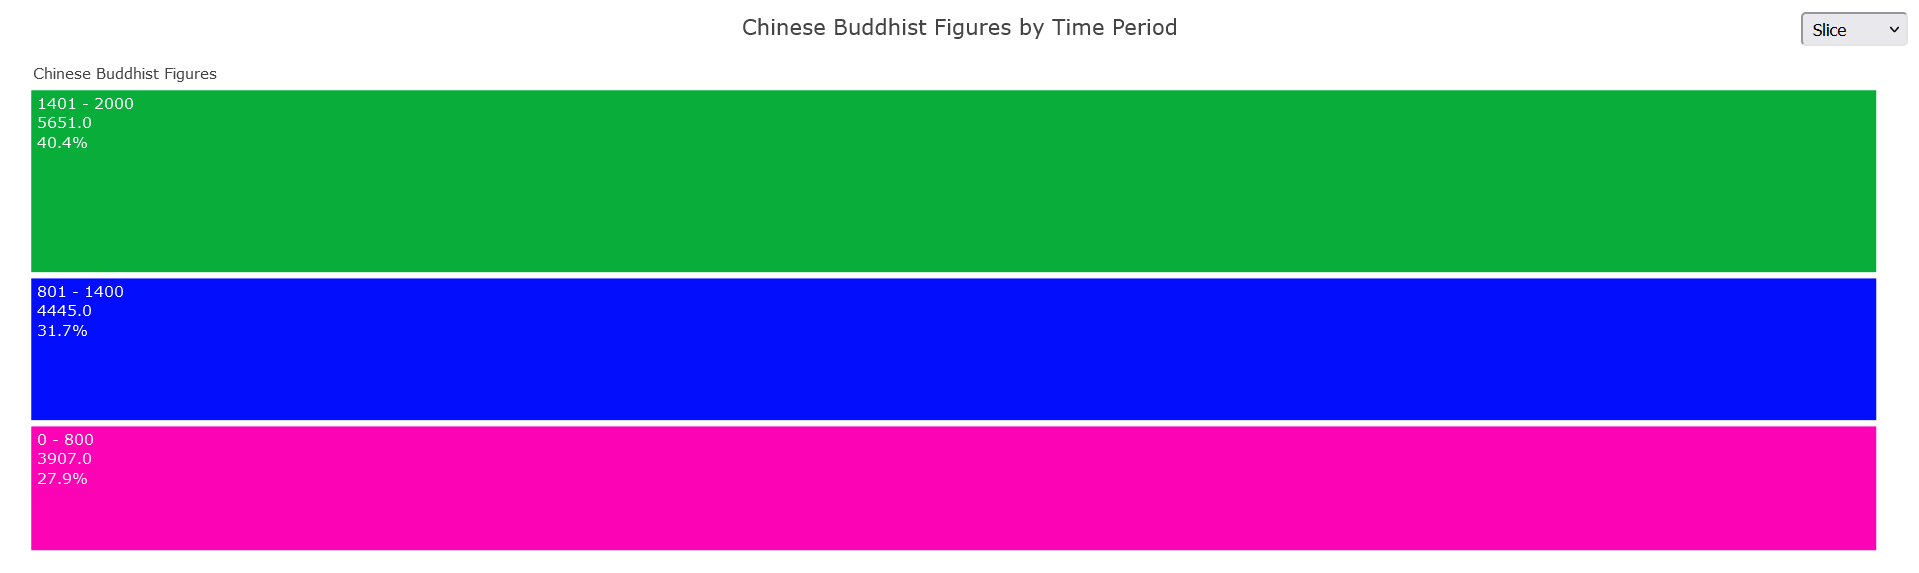 Chinese Buddhist Figures by Time Period
Slice
Chinese Buddhist Figures
1401 - 2000
5651.0
40.4%
801 - 1400
4445.0
31.7%
0 - 800
3907.0
27.9%